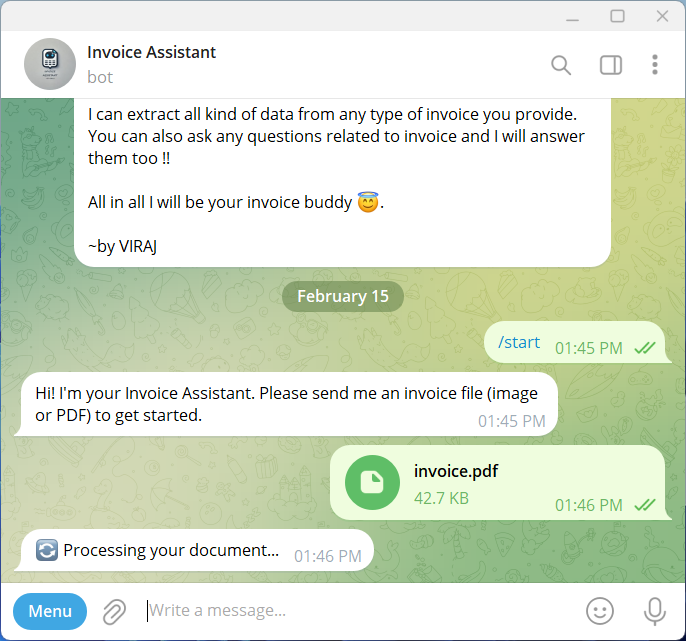 Invoice Assistant
bot
I can extract all kind of data from any type of invoice you provide.
You can also ask any questions related to invoice and I will answer
them too !!
All in all I will be your invoice buddy 😇.
~by VIRAJ
February 15
/start 01:45 PM
Hi! I'm your Invoice Assistant. Please send me an invoice file (image
or PDF) to get started.
01:45 PM
invoice.pdf
42.7 KB
01:46 PM
🔄 Processing your document... 01:46 PM
Menu
Write a message...